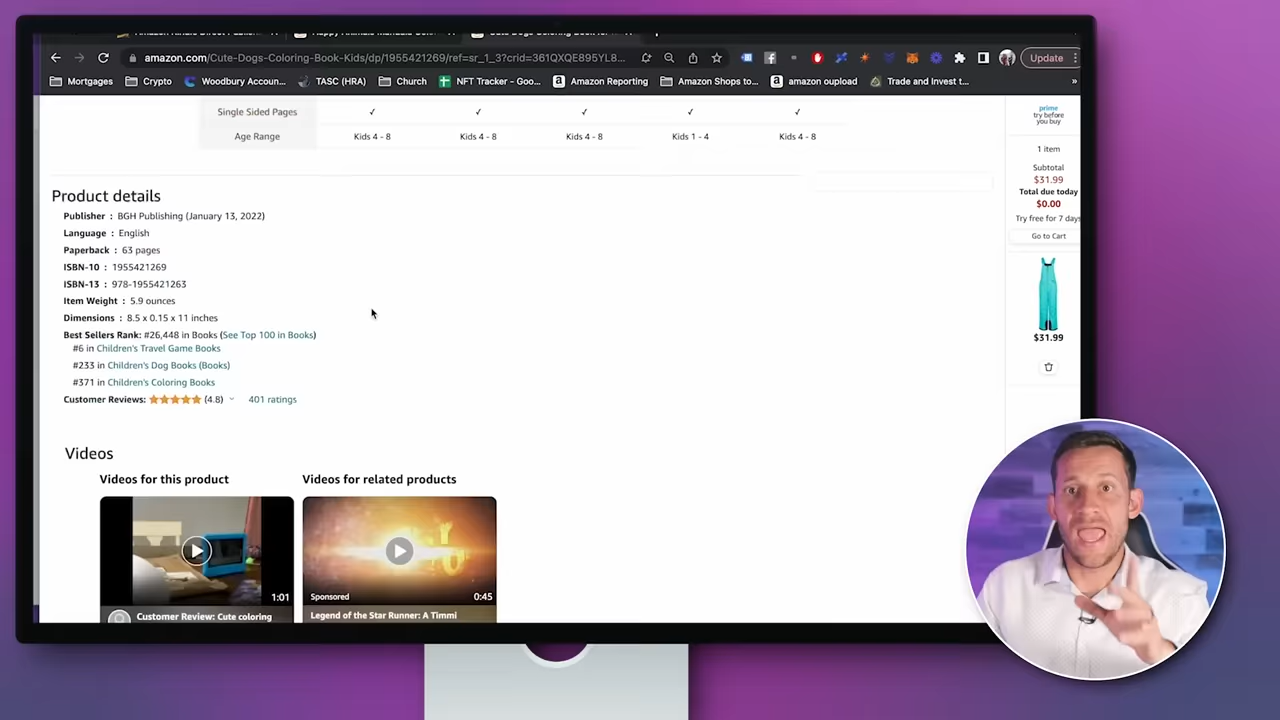 amazon.com/Cute-Dogs-Coloring-Book-Kids/dp/1955421269/ref=sr_1_3?crid=361QXQE895YL8...
Update
Mortgages
Crypto
Woodbury Accoun...
TASC (HRA)
Church
NFT Tracker - Goo...
Amazon Reporting
Amazon Shops to...
amazon oupload
Trade and Invest t...
»
Single Sided Pages ✓ ✓ ✓ ✓ ✓
Age Range Kids 4 - 8 Kids 4 - 8 Kids 4 - 8 Kids 1 - 4 Kids 4 - 8
prime
try before
you buy
1 item
Subtotal
$31.99
Total due today
$0.00
Try free for 7 days
Go to Cart
$31.99
Product details
Publisher : BGH Publishing (January 13, 2022)
Language : English
Paperback : 63 pages
ISBN-10 : 1955421269
ISBN-13 : 978-1955421263
Item Weight : 5.9 ounces
Dimensions : 8.5 x 0.15 x 11 inches
Best Sellers Rank: #26,448 in Books (See Top 100 in Books)
#6 in Children's Travel Game Books
#233 in Children's Dog Books (Books)
#371 in Children's Coloring Books
Customer Reviews: (4.8) 401 ratings
Videos
Videos for this product
Videos for related products
1:01
Customer Review: Cute coloring
Sponsored
0:45
Legend of the Star Runner: A Timmi